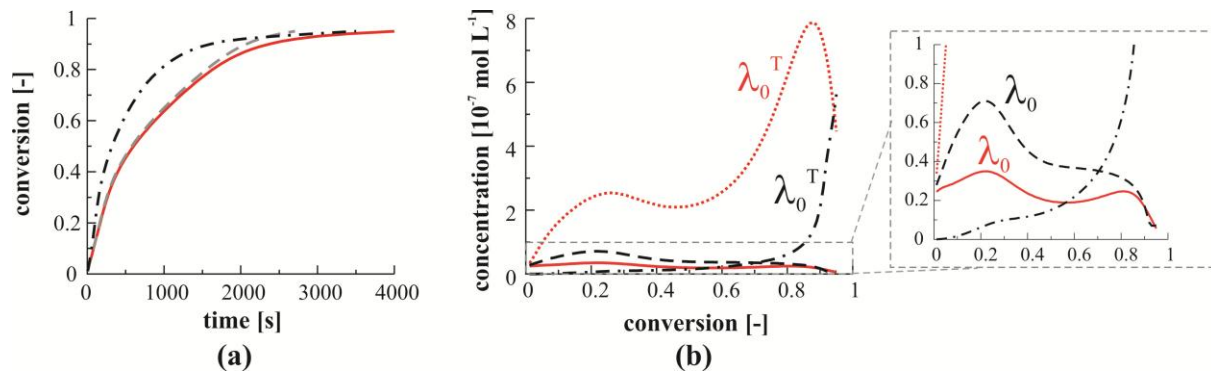 conversion [-]
1
0.8
0.6
0.4
0.2
0
0 1000 2000 3000 4000
time [s]
(a)
concentration [10⁻⁷ mol L⁻¹]
8
6
4
2
0
λ₀ᵀ
λ₀ᵀ
0 0.2 0.4 0.6 0.8 1
conversion [-]
(b)
1
0.8
0.6
0.4
0.2
0
λ₀
λ₀
0 0.2 0.4 0.6 0.8 1